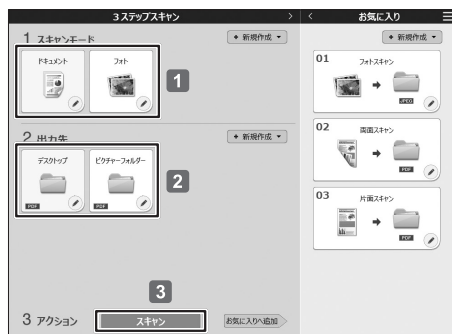 3ステップスキャン
1 スキャンモード
+ 新規作成
ドキュメント
フォト
1
2 出力先
+ 新規作成
デスクトップ
ピクチャーフォルダー
PDF
PDF
2
3
3 アクション
スキャン
お気に入りへ追加
お気に入り
+ 新規作成
01 フォトスキャン
JPEG
02 両面スキャン
PDF
03 片面スキャン
PDF